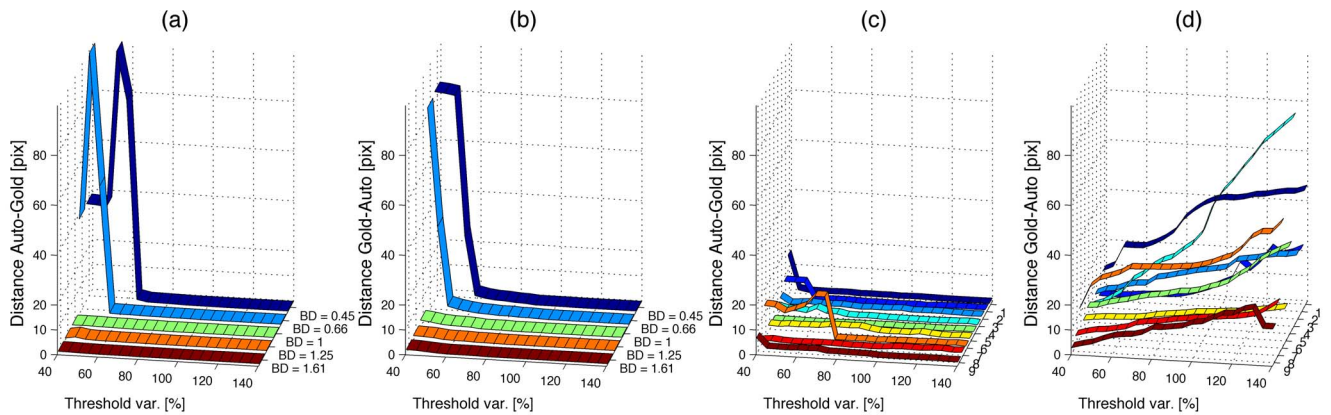 (a)
Distance Auto-Gold [pix]
80
60
40
20
10
0
40
60
80
100
120
140
Threshold var. [%]
BD = 0.45
BD = 0.66
BD = 1
BD = 1.25
BD = 1.61
(b)
Distance Gold-Auto [pix]
80
60
40
20
10
0
40
60
80
100
120
140
Threshold var. [%]
BD = 0.45
BD = 0.66
BD = 1
BD = 1.25
BD = 1.61
(c)
Distance Auto-Gold [pix]
80
60
40
20
10
0
40
60
80
100
120
140
Threshold var. [%]
(d)
Distance Gold-Auto [pix]
80
60
40
20
10
0
40
60
80
100
120
140
Threshold var. [%]